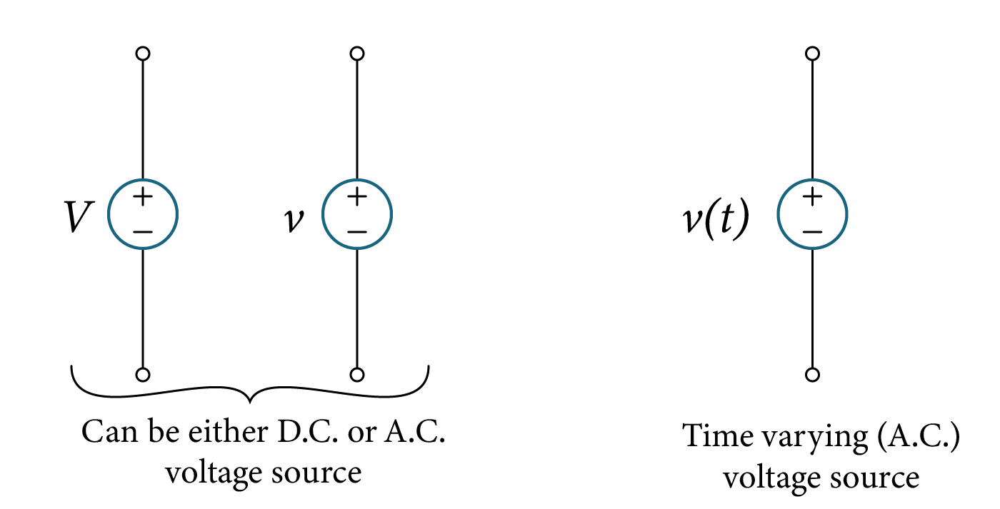 V
+
−
v
+
−
v(t)
+
−
Can be either D.C. or A.C.
voltage source
Time varying (A.C.)
voltage source